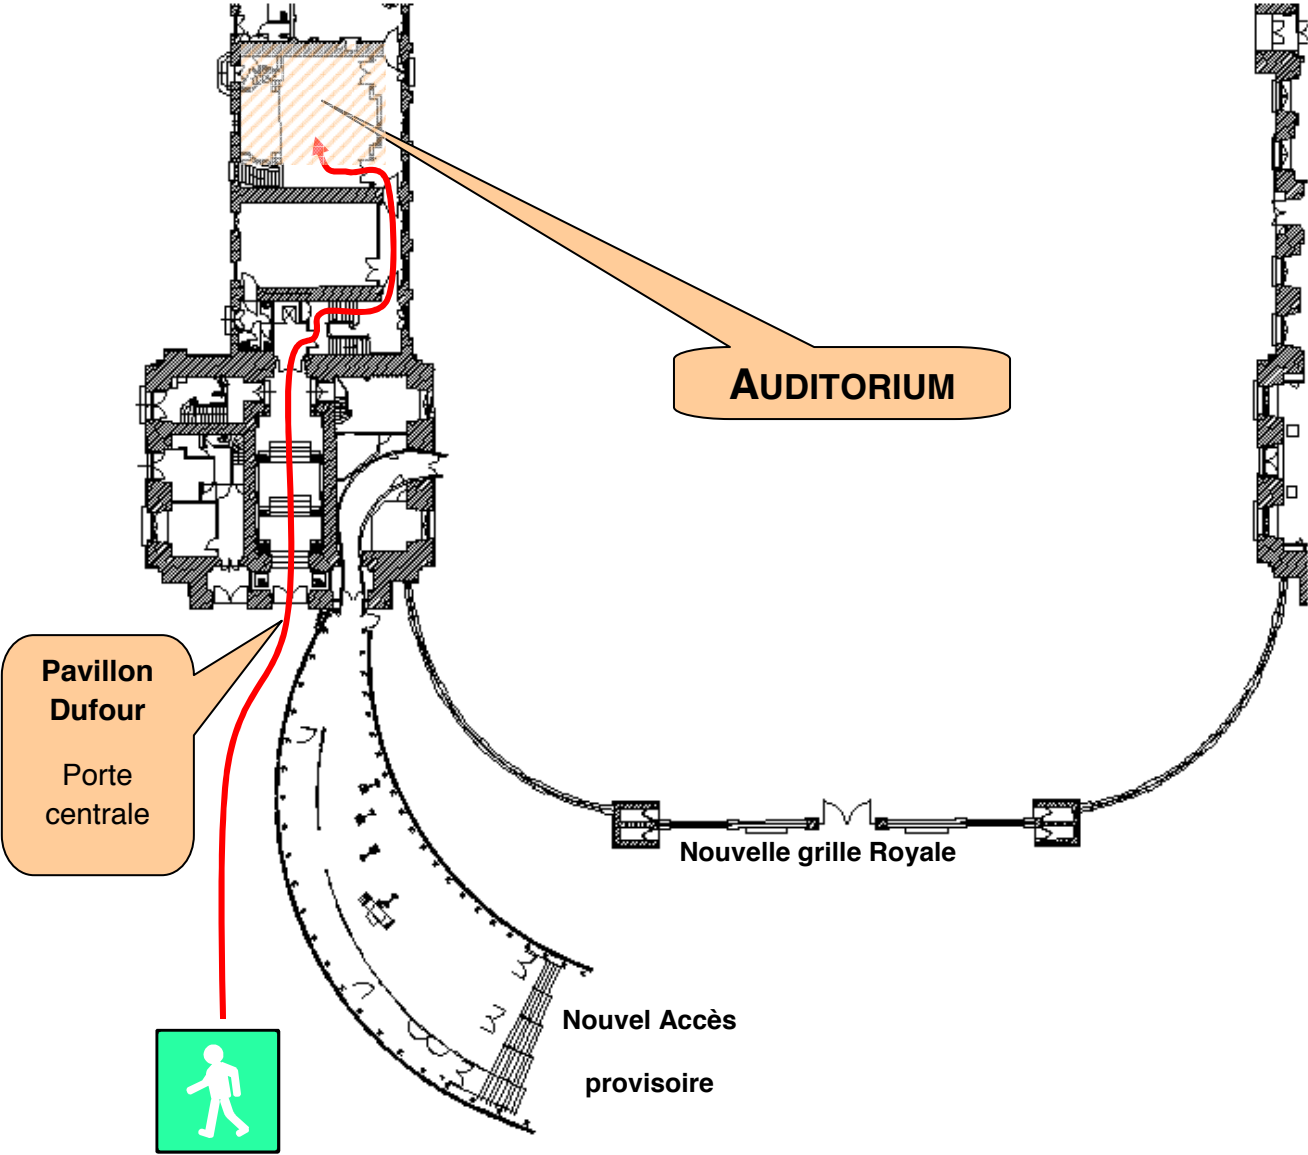 AUDITORIUM
Pavillon
Dufour
Porte
centrale
Nouvelle grille Royale
Nouvel Accès
provisoire